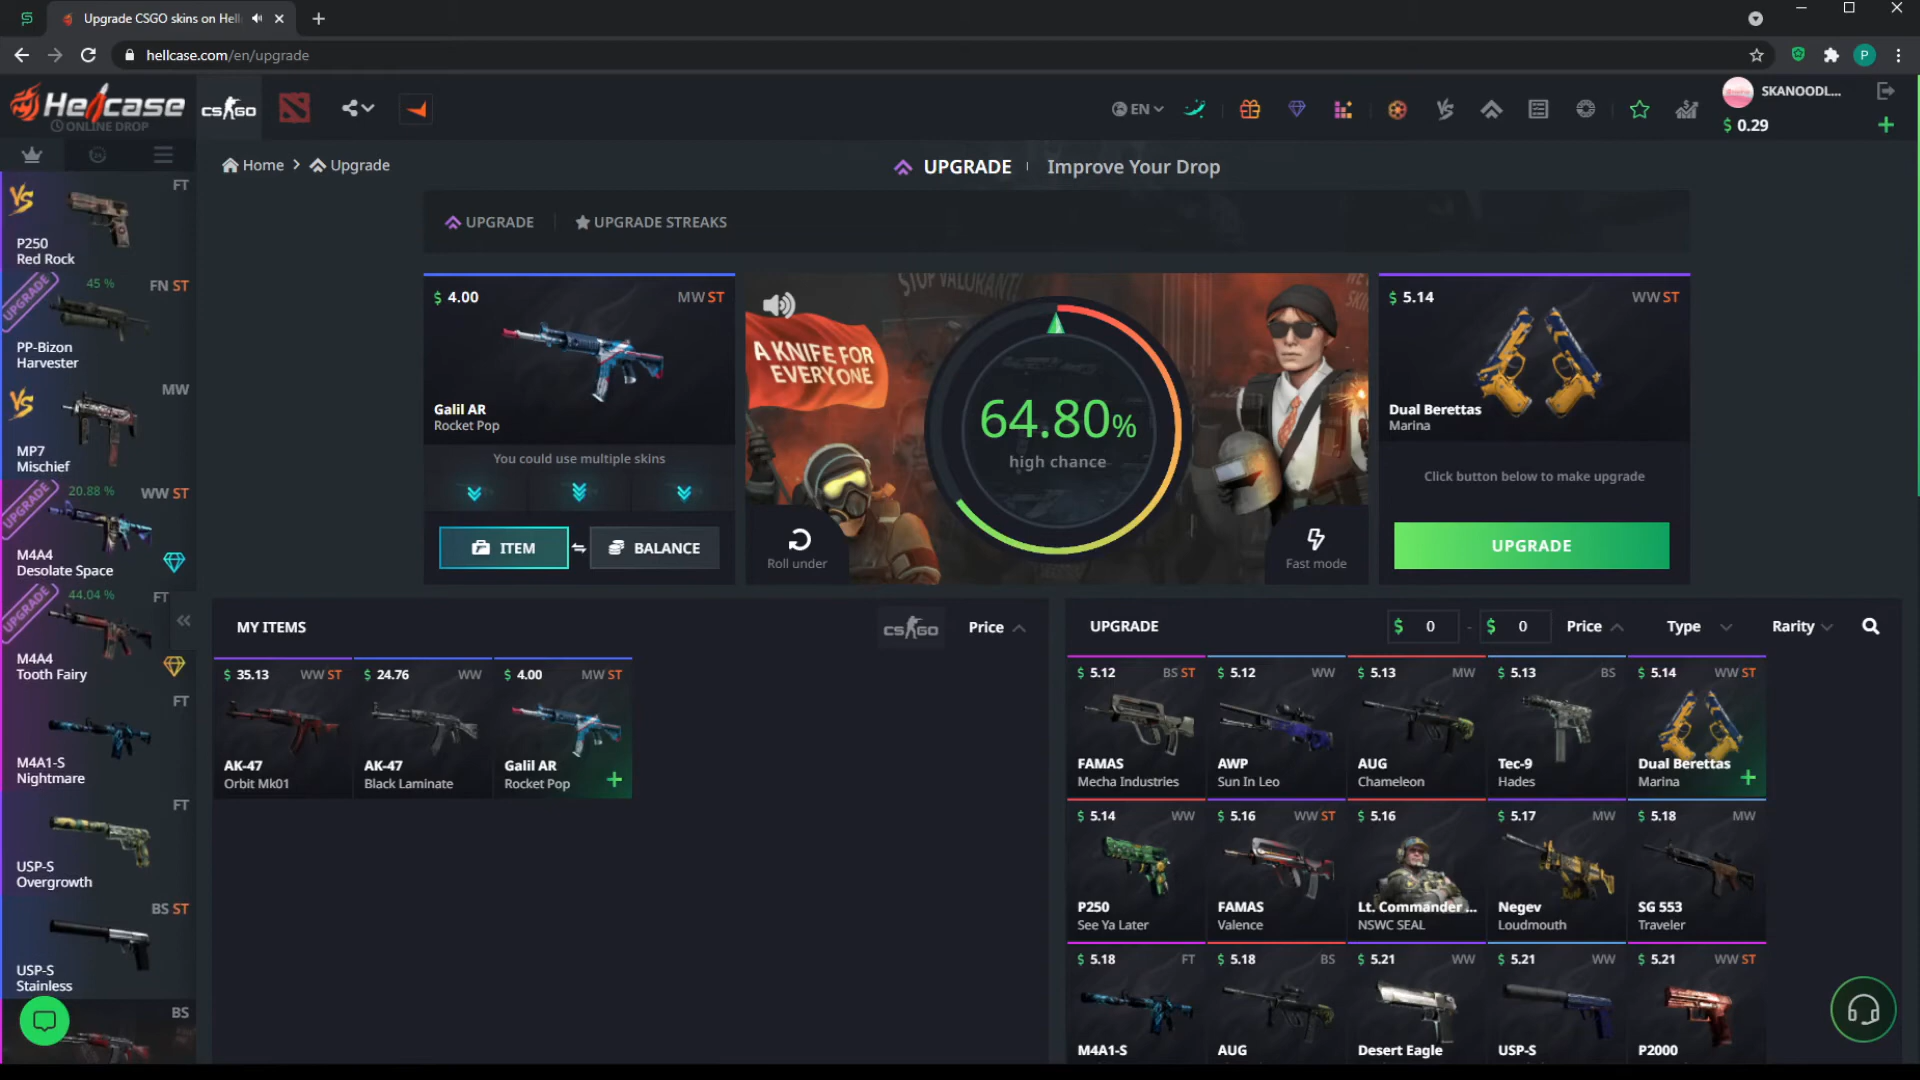 Upgrade CSGO skins on Hell
hellcase.com/en/upgrade
P
Hellcase
ONLINE DROP
CS:GO
EN
SKANOODL...
$ 0.29
Home > Upgrade
UPGRADE Improve Your Drop
UPGRADE
UPGRADE STREAKS
VS
FT
P250
Red Rock
UPGRADE
45 %
FN ST
PP-Bizon
Harvester
VS
MW
MP7
Mischief
UPGRADE
20.88 %
WW ST
M4A4
Desolate Space
UPGRADE
44.04 %
FT
M4A4
Tooth Fairy
FT
M4A1-S
Nightmare
FT
USP-S
Overgrowth
BS ST
USP-S
Stainless
BS
$ 4.00
MW ST
Galil AR
Rocket Pop
You could use multiple skins
ITEM
BALANCE
STOP VALORANT!
A KNIFE FOR
EVERYONE
64.80%
high chance
Roll under
Fast mode
$ 5.14
WW ST
Dual Berettas
Marina
Click button below to make upgrade
UPGRADE
MY ITEMS
CS:GO
Price
$ 35.13 WW ST
AK-47
Orbit Mk01
$ 24.76 WW
AK-47
Black Laminate
$ 4.00 MW ST
Galil AR
Rocket Pop
UPGRADE
$ 0 - $ 0
Price
Type
Rarity
$ 5.12 BS ST
FAMAS
Mecha Industries
$ 5.12 WW
AWP
Sun In Leo
$ 5.13 MW
AUG
Chameleon
$ 5.13 BS
Tec-9
Hades
$ 5.14 WW ST
Dual Berettas
Marina
$ 5.14 WW
P250
See Ya Later
$ 5.16 WW ST
FAMAS
Valence
$ 5.16
Lt. Commander ...
NSWC SEAL
$ 5.17 MW
Negev
Loudmouth
$ 5.18 MW
SG 553
Traveler
$ 5.18 FT
M4A1-S
$ 5.18 BS
AUG
$ 5.21 WW
Desert Eagle
$ 5.21 WW
USP-S
$ 5.21 WW ST
P2000